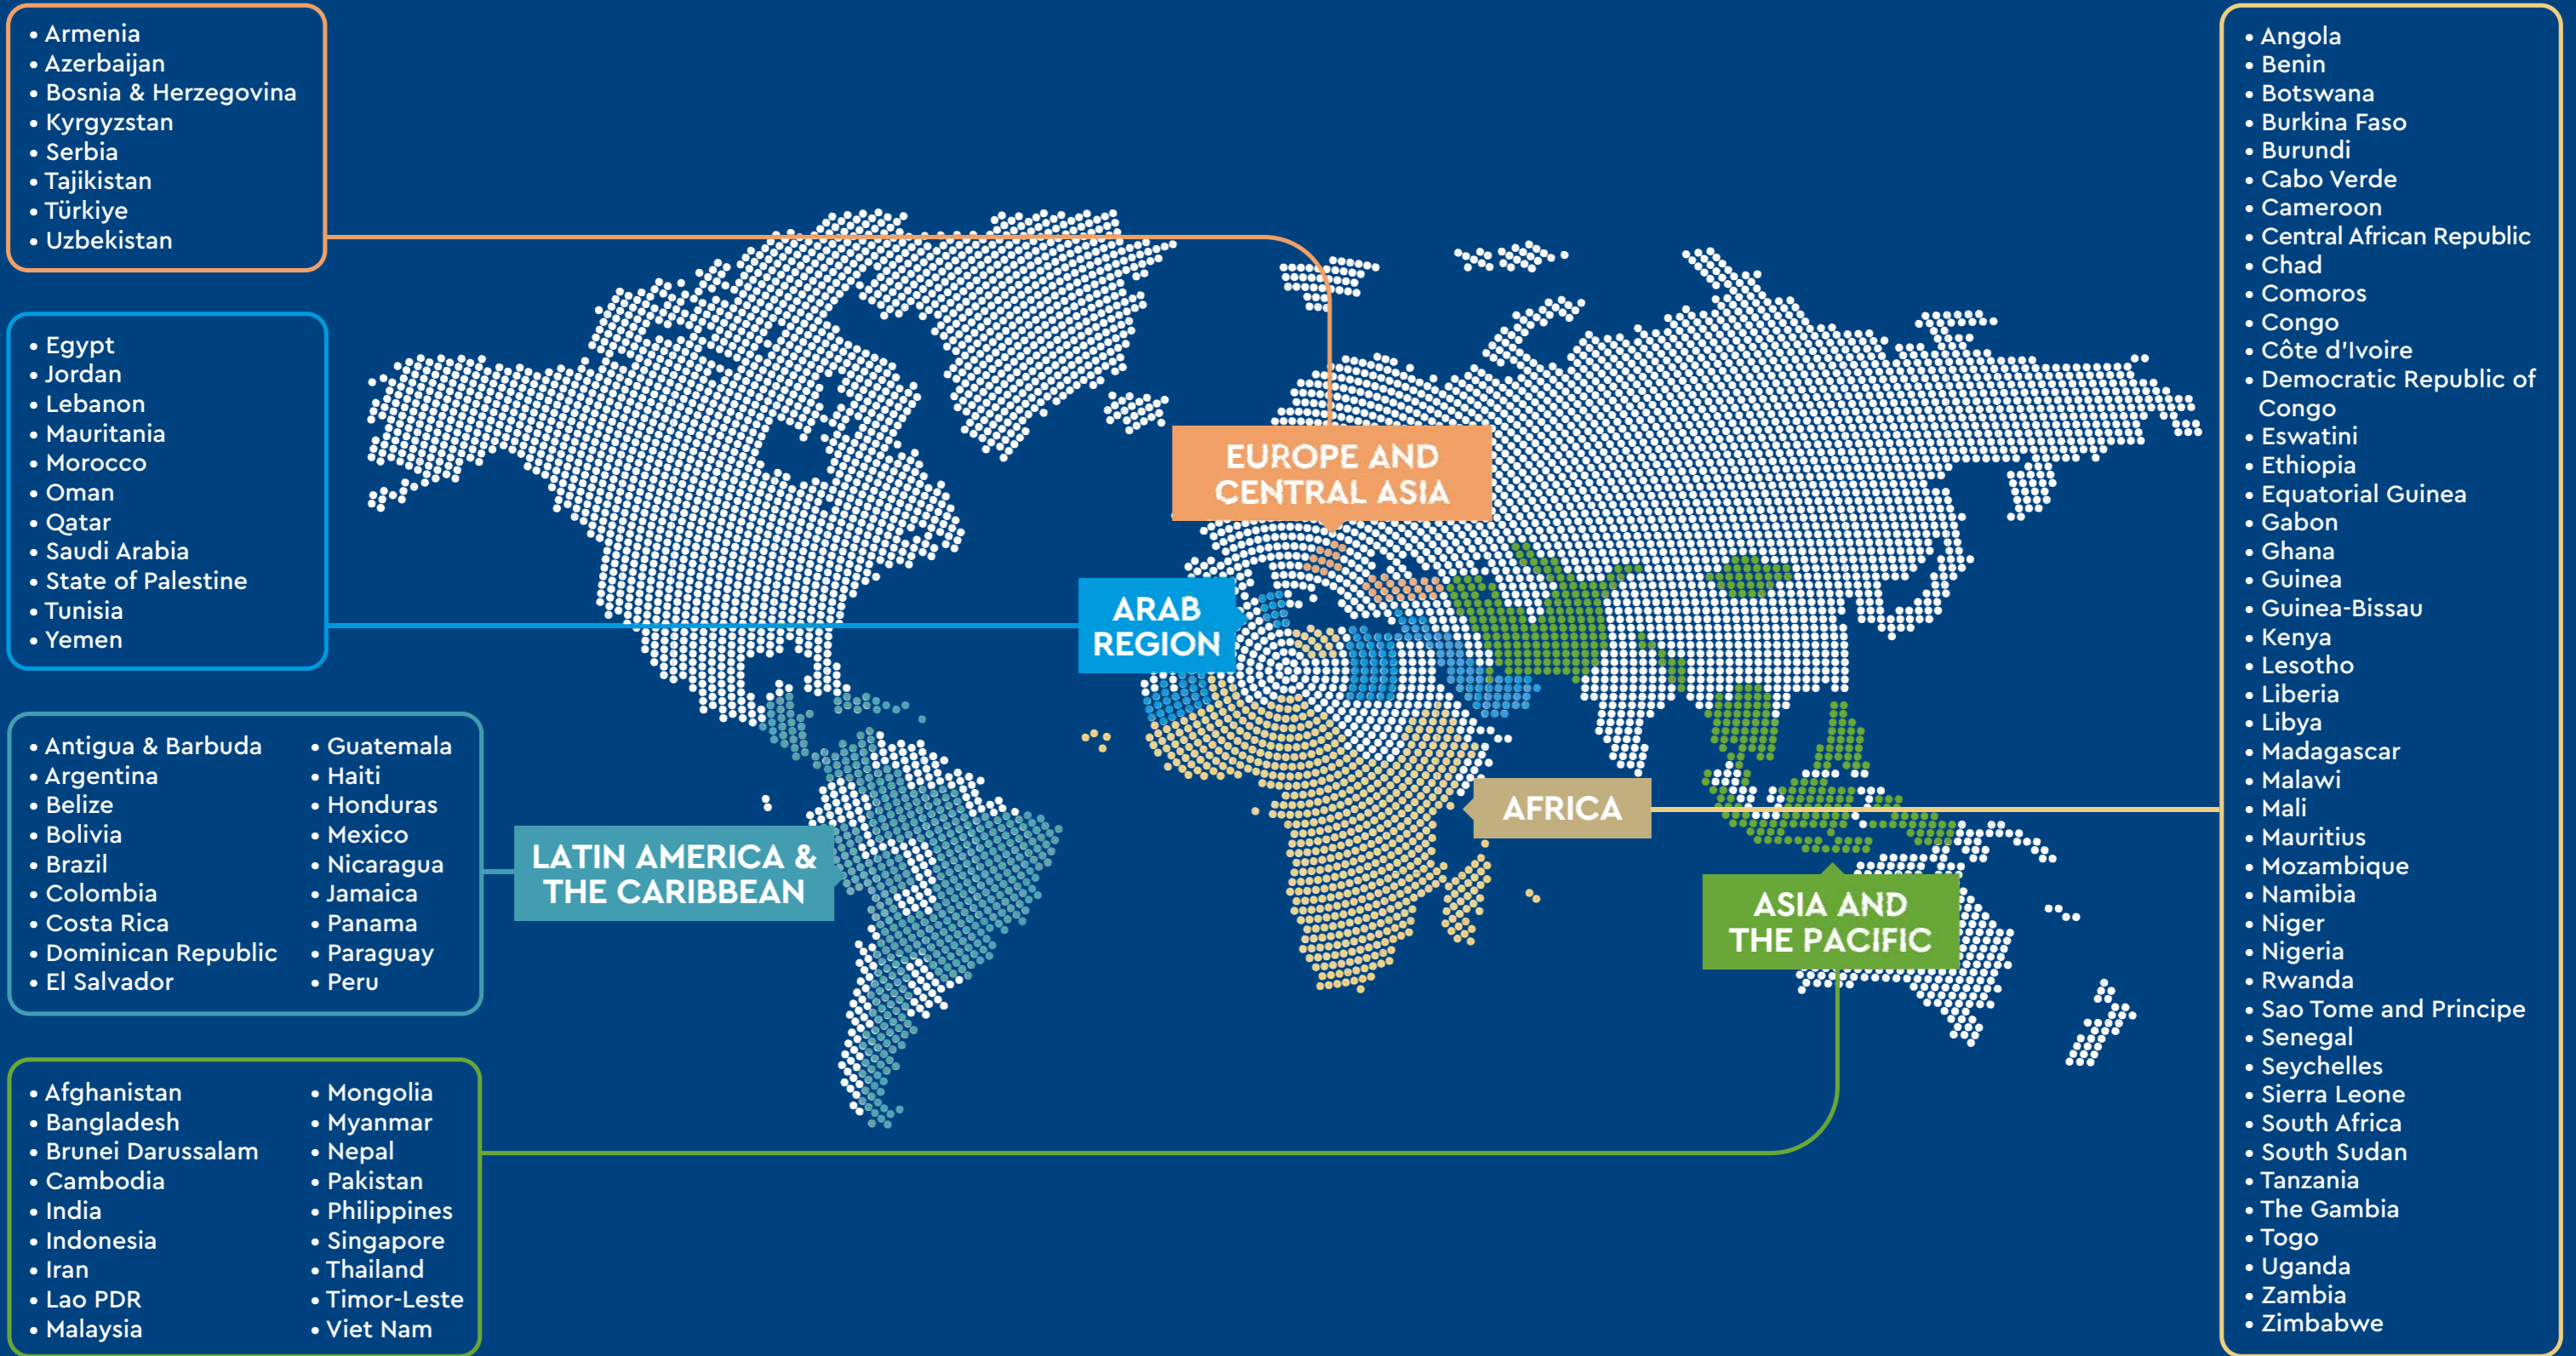 • Armenia
• Azerbaijan
• Bosnia & Herzegovina
• Kyrgyzstan
• Serbia
• Tajikistan
• Türkiye
• Uzbekistan
• Egypt
• Jordan
• Lebanon
• Mauritania
• Morocco
• Oman
• Qatar
• Saudi Arabia
• State of Palestine
• Tunisia
• Yemen
• Antigua & Barbuda
• Argentina
• Belize
• Bolivia
• Brazil
• Colombia
• Costa Rica
• Dominican Republic
• El Salvador
• Guatemala
• Haiti
• Honduras
• Mexico
• Nicaragua
• Jamaica
• Panama
• Paraguay
• Peru
• Afghanistan
• Bangladesh
• Brunei Darussalam
• Cambodia
• India
• Indonesia
• Iran
• Lao PDR
• Malaysia
• Mongolia
• Myanmar
• Nepal
• Pakistan
• Philippines
• Singapore
• Thailand
• Timor-Leste
• Viet Nam
EUROPE AND
CENTRAL ASIA
ARAB
REGION
LATIN AMERICA &
THE CARIBBEAN
AFRICA
ASIA AND
THE PACIFIC
• Angola
• Benin
• Botswana
• Burkina Faso
• Burundi
• Cabo Verde
• Cameroon
• Central African Republic
• Chad
• Comoros
• Congo
• Côte d'Ivoire
• Democratic Republic of
Congo
• Eswatini
• Ethiopia
• Equatorial Guinea
• Gabon
• Ghana
• Guinea
• Guinea-Bissau
• Kenya
• Lesotho
• Liberia
• Libya
• Madagascar
• Malawi
• Mali
• Mauritius
• Mozambique
• Namibia
• Niger
• Nigeria
• Rwanda
• Sao Tome and Principe
• Senegal
• Seychelles
• Sierra Leone
• South Africa
• South Sudan
• Tanzania
• The Gambia
• Togo
• Uganda
• Zambia
• Zimbabwe